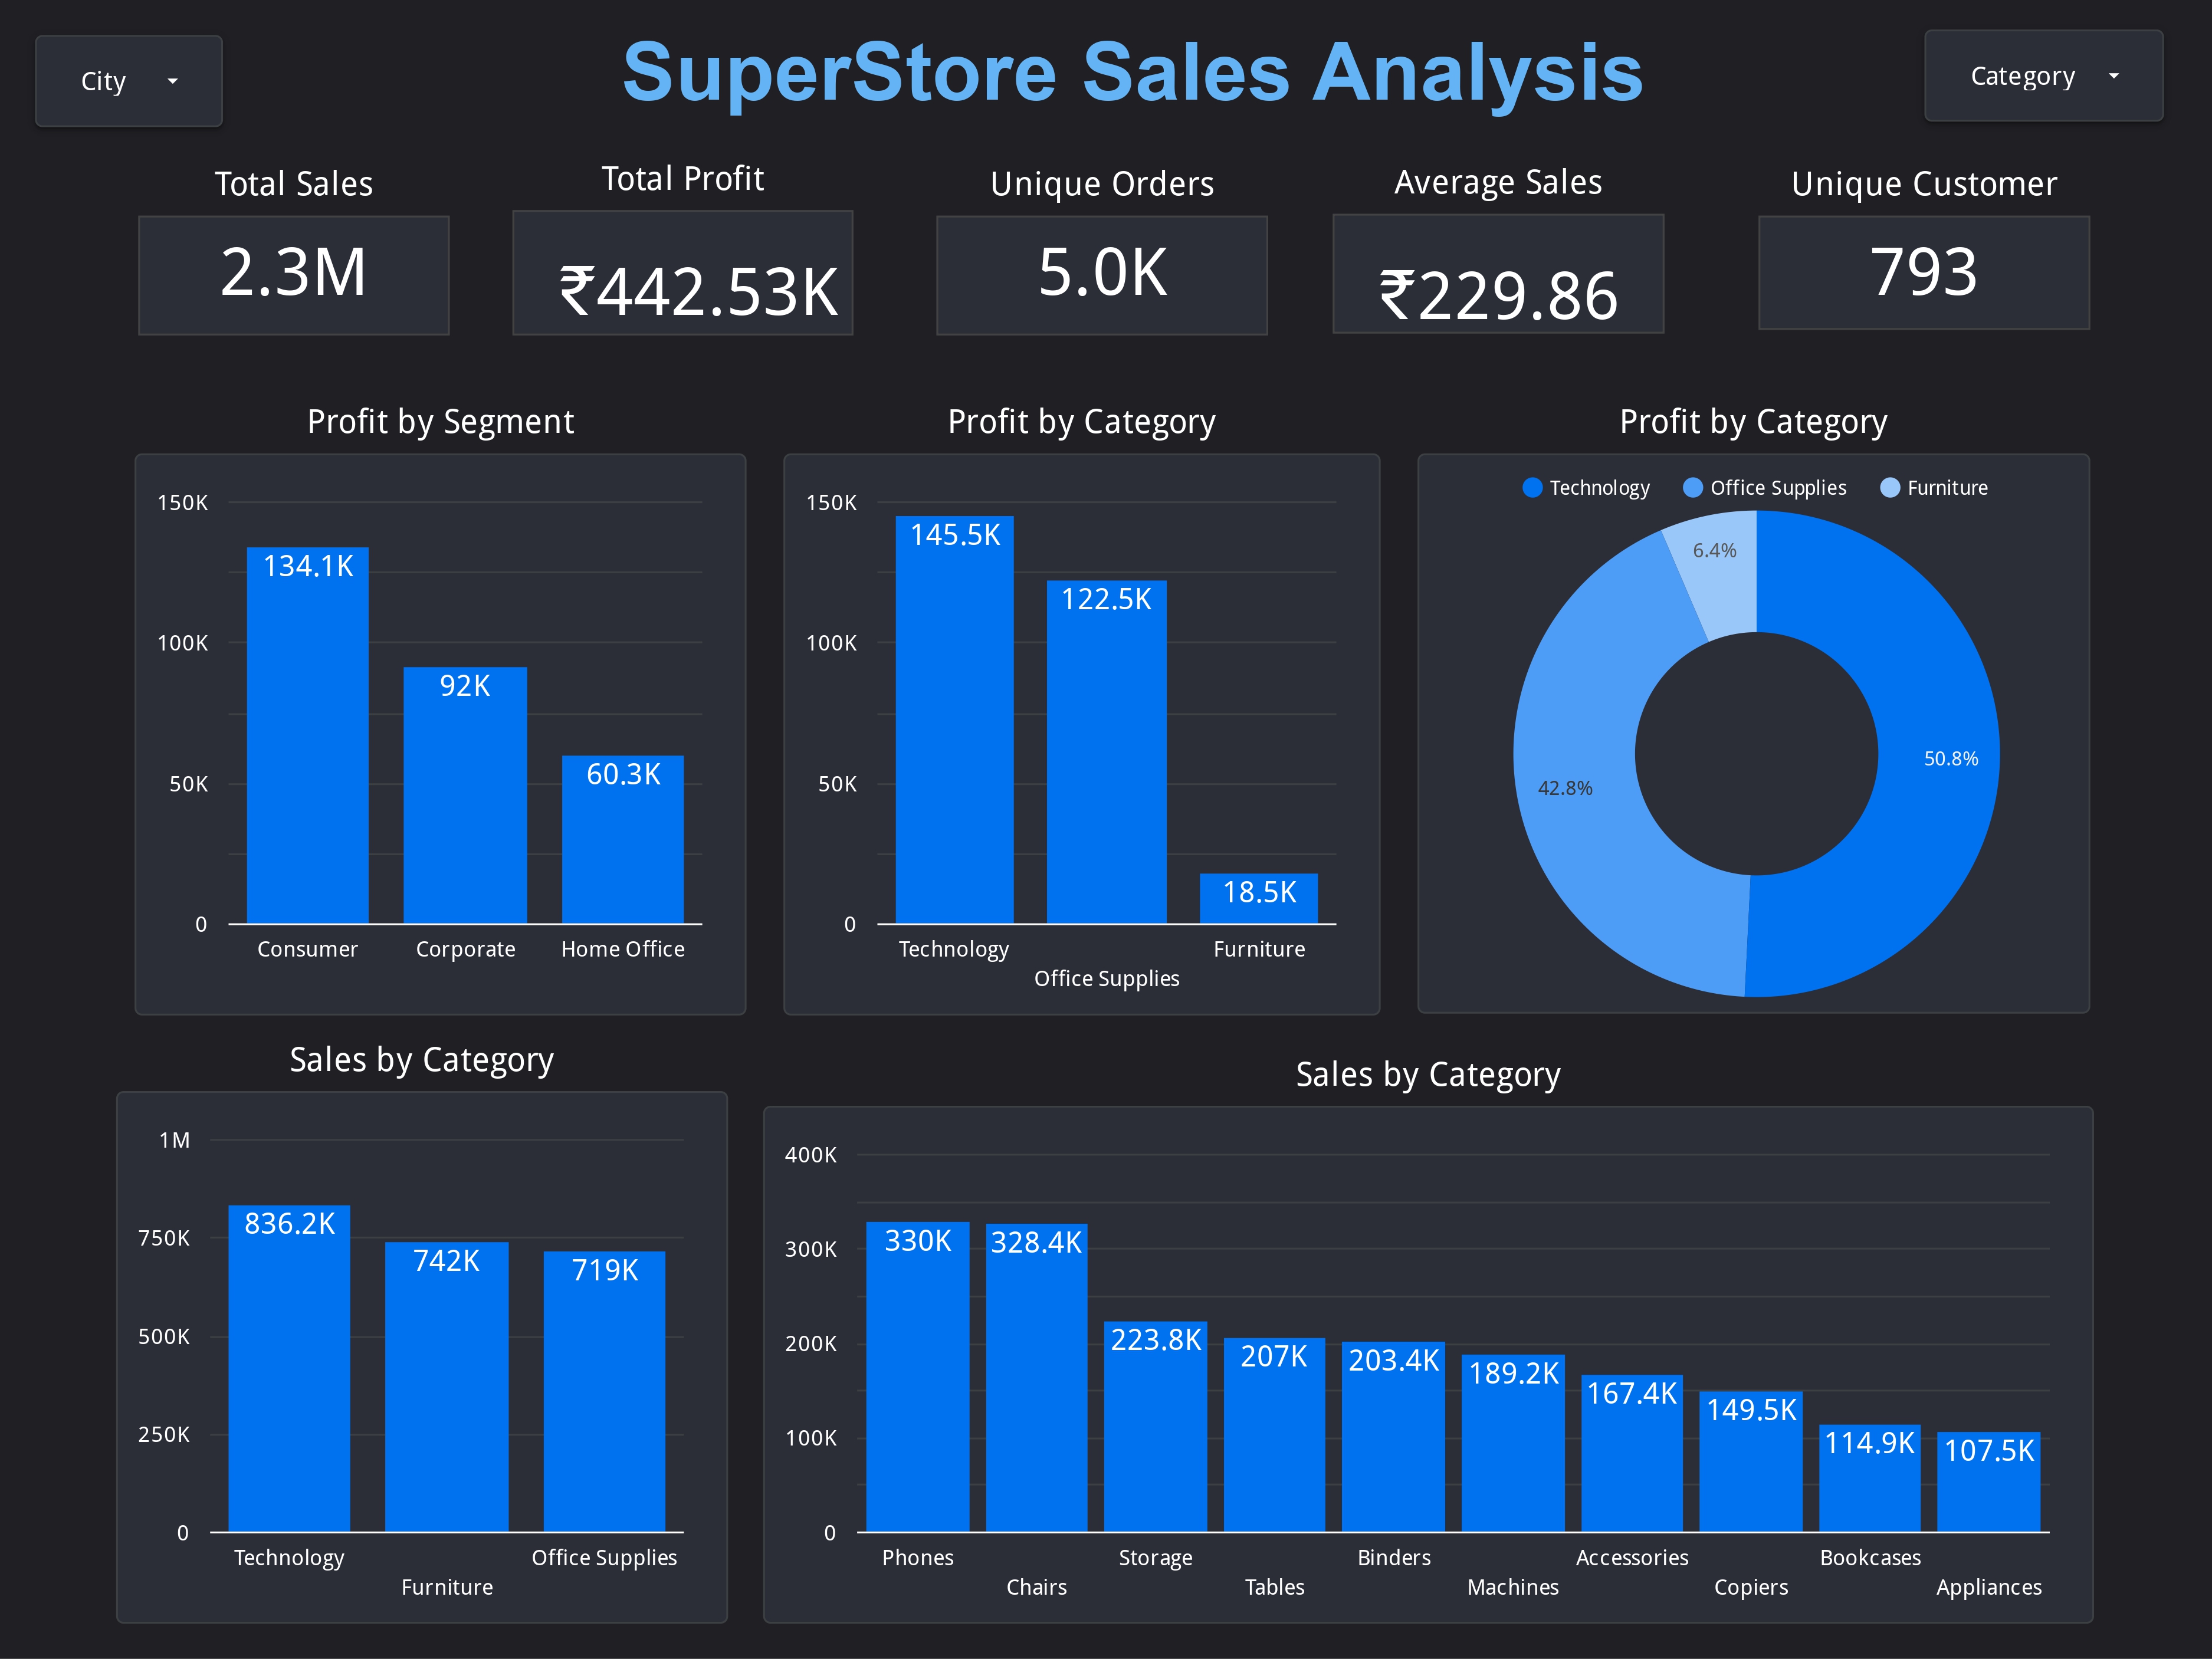 City
SuperStore Sales Analysis
Category
Total Sales
Total Profit
Unique Orders
Average Sales
Unique Customer
2.3M
₹442.53K
5.0K
₹229.86
793
Profit by Segment
150K
100K
50K
0
134.1K
92K
60.3K
Consumer
Corporate
Home Office
Profit by Category
150K
100K
50K
0
145.5K
122.5K
18.5K
Technology
Office Supplies
Furniture
Profit by Category
Technology
Office Supplies
Furniture
6.4%
50.8%
42.8%
Sales by Category
1M
750K
500K
250K
0
836.2K
742K
719K
Technology
Furniture
Office Supplies
Sales by Category
400K
300K
200K
100K
0
330K
328.4K
223.8K
207K
203.4K
189.2K
167.4K
149.5K
114.9K
107.5K
Phones
Chairs
Storage
Tables
Binders
Machines
Accessories
Copiers
Bookcases
Appliances